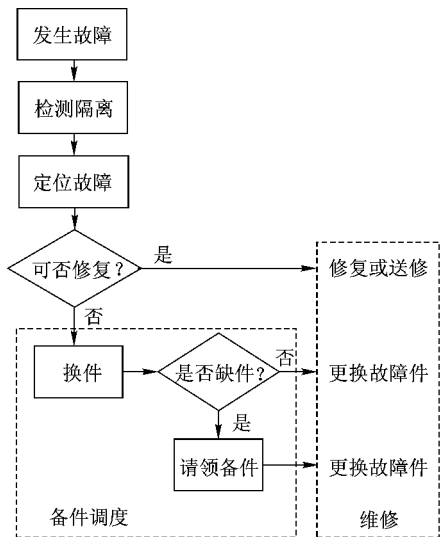 发生故障
检测隔离
定位故障
可否修复？
是
修复或送修
否
换件
是否缺件？
否
更换故障件
是
请领备件
更换故障件
备件调度
维修